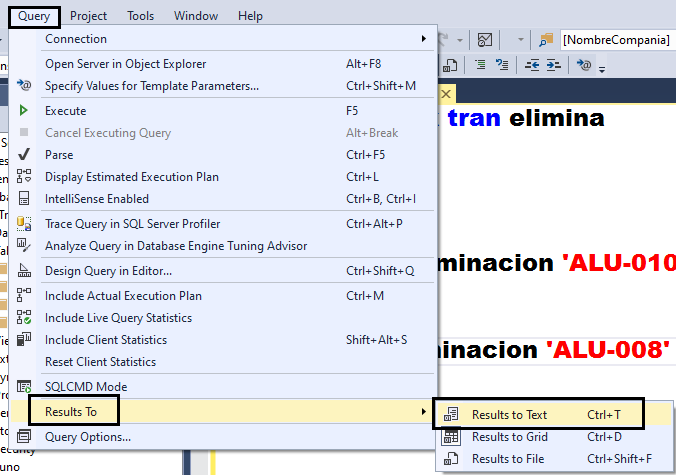 Query Project Tools Window Help
Connection
Open Server in Object Explorer Alt+F8
Specify Values for Template Parameters... Ctrl+Shift+M
Execute F5
Cancel Executing Query Alt+Break
Parse Ctrl+F5
Display Estimated Execution Plan Ctrl+L
IntelliSense Enabled Ctrl+B, Ctrl+I
Trace Query in SQL Server Profiler Ctrl+Alt+P
Analyze Query in Database Engine Tuning Advisor
Design Query in Editor... Ctrl+Shift+Q
Include Actual Execution Plan Ctrl+M
Include Live Query Statistics
Include Client Statistics Shift+Alt+S
Reset Client Statistics
SQLCMD Mode
Results To
Query Options...
Results to Text Ctrl+T
Results to Grid Ctrl+D
Results to File Ctrl+Shift+F
[NombreCompania]
tran elimina
minacion 'ALU-010
minacion 'ALU-008'